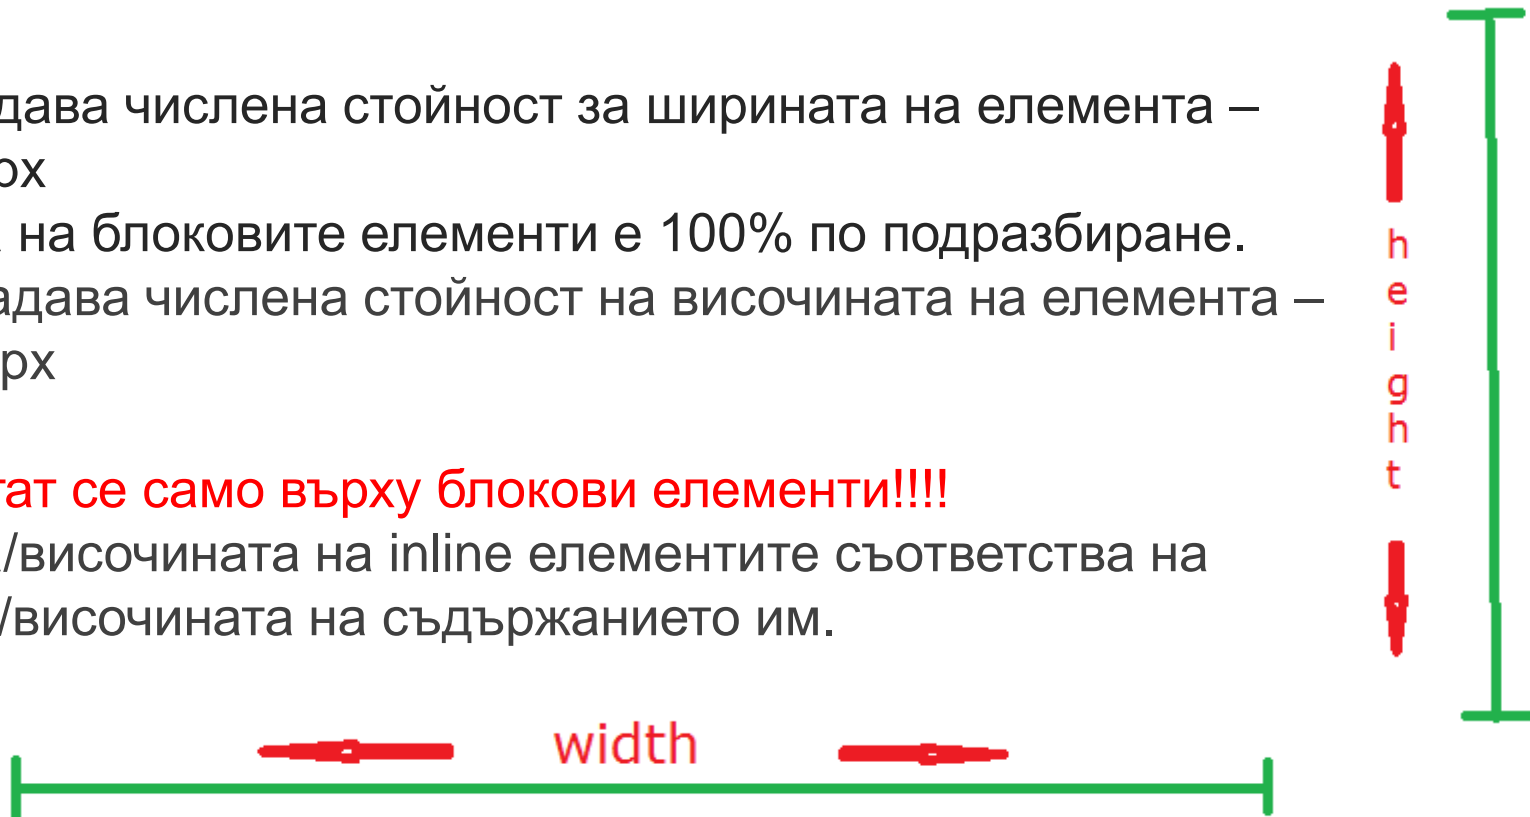 дава числена стойност за ширината на елемента –
px
на блоковите елементи е 100% по подразбиране.
адава числена стойност на височината на елемента –
px
гат се само върху блокови елементи!!!!
/височината на inline елементите съответства на
/височината на съдържанието им.
height
width